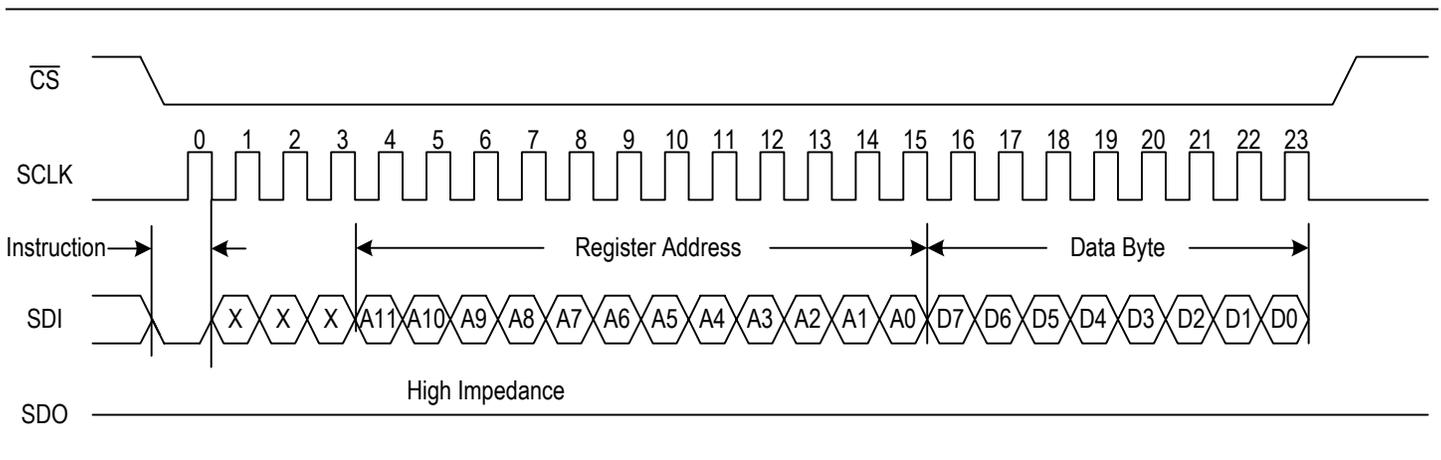 CS
0 1 2 3 4 5 6 7 8 9 10 11 12 13 14 15 16 17 18 19 20 21 22 23
SCLK
Instruction Register Address Data Byte
SDI X X X A11 A10 A9 A8 A7 A6 A5 A4 A3 A2 A1 A0 D7 D6 D5 D4 D3 D2 D1 D0
High Impedance
SDO